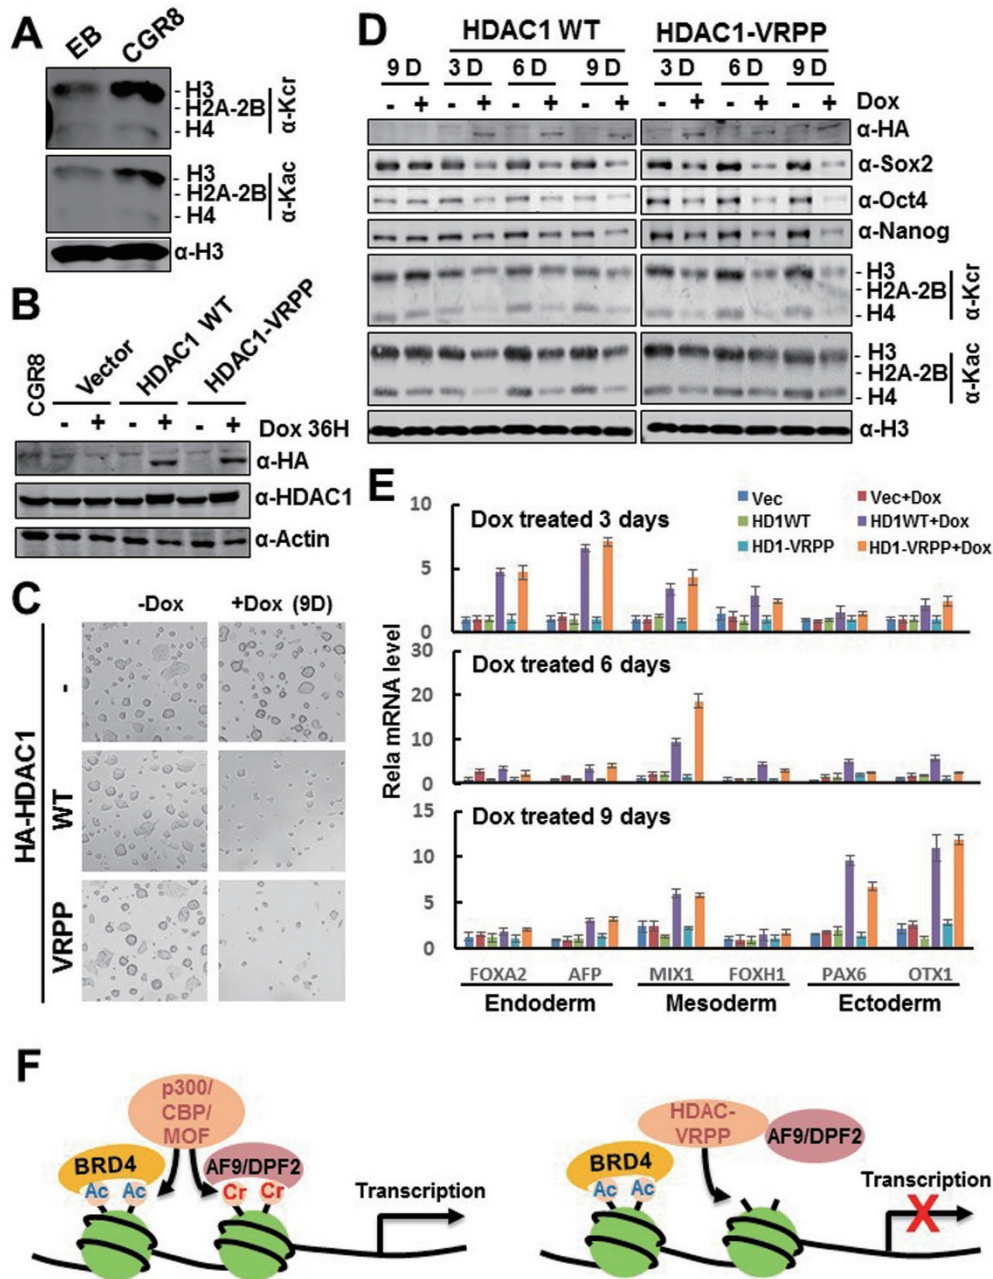 A
EB CGR8
H3
H2A-2B
H4
α-Kcr
H3
H2A-2B
H4
α-Kac
α-H3
B
CGR8 Vector HDAC1 WT HDAC1-VRPP
- + - + - + Dox 36H
α-HA
α-HDAC1
α-Actin
C
-Dox +Dox (9D)
HA-HDAC1
-
WT
VRPP
D
HDAC1 WT HDAC1-VRPP
9 D 3 D 6 D 9 D 3 D 6 D 9 D
- + - + - + - + - + - + - + Dox
α-HA
α-Sox2
α-Oct4
α-Nanog
H3
H2A-2B
H4
α-Kcr
H3
H2A-2B
H4
α-Kac
α-H3
E
Rela mRNA level
Vec Vec+Dox
HD1WT HD1WT+Dox
HD1-VRPP HD1-VRPP+Dox
Dox treated 3 days
10
5
0
Dox treated 6 days
30
20
10
0
Dox treated 9 days
15
10
5
0
FOXA2 AFP MIX1 FOXH1 PAX6 OTX1
Endoderm Mesoderm Ectoderm
F
p300/
CBP/
MOF
BRD4 AF9/DPF2
Ac Ac Cr Cr
Transcription
HDAC-
VRPP
AF9/DPF2
BRD4
Ac Ac
Transcription
X